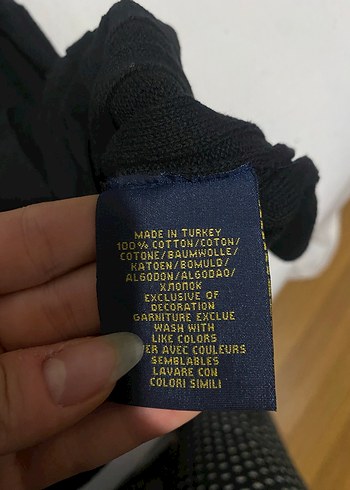 MADE IN TURKEY
100% COTTON/COTON/
COTONE/BAUMWOLLE/
KATOEN/BOMULD/
ALGODON/ALGODAO/
ХЛОПОК
EXCLUSIVE OF
DECORATION
GARNITURE EXCLUE
WASH WITH
LIKE COLORS
AVEC COULEURS
SEMBLABLES
LAVARE CON
COLORI SIMILI